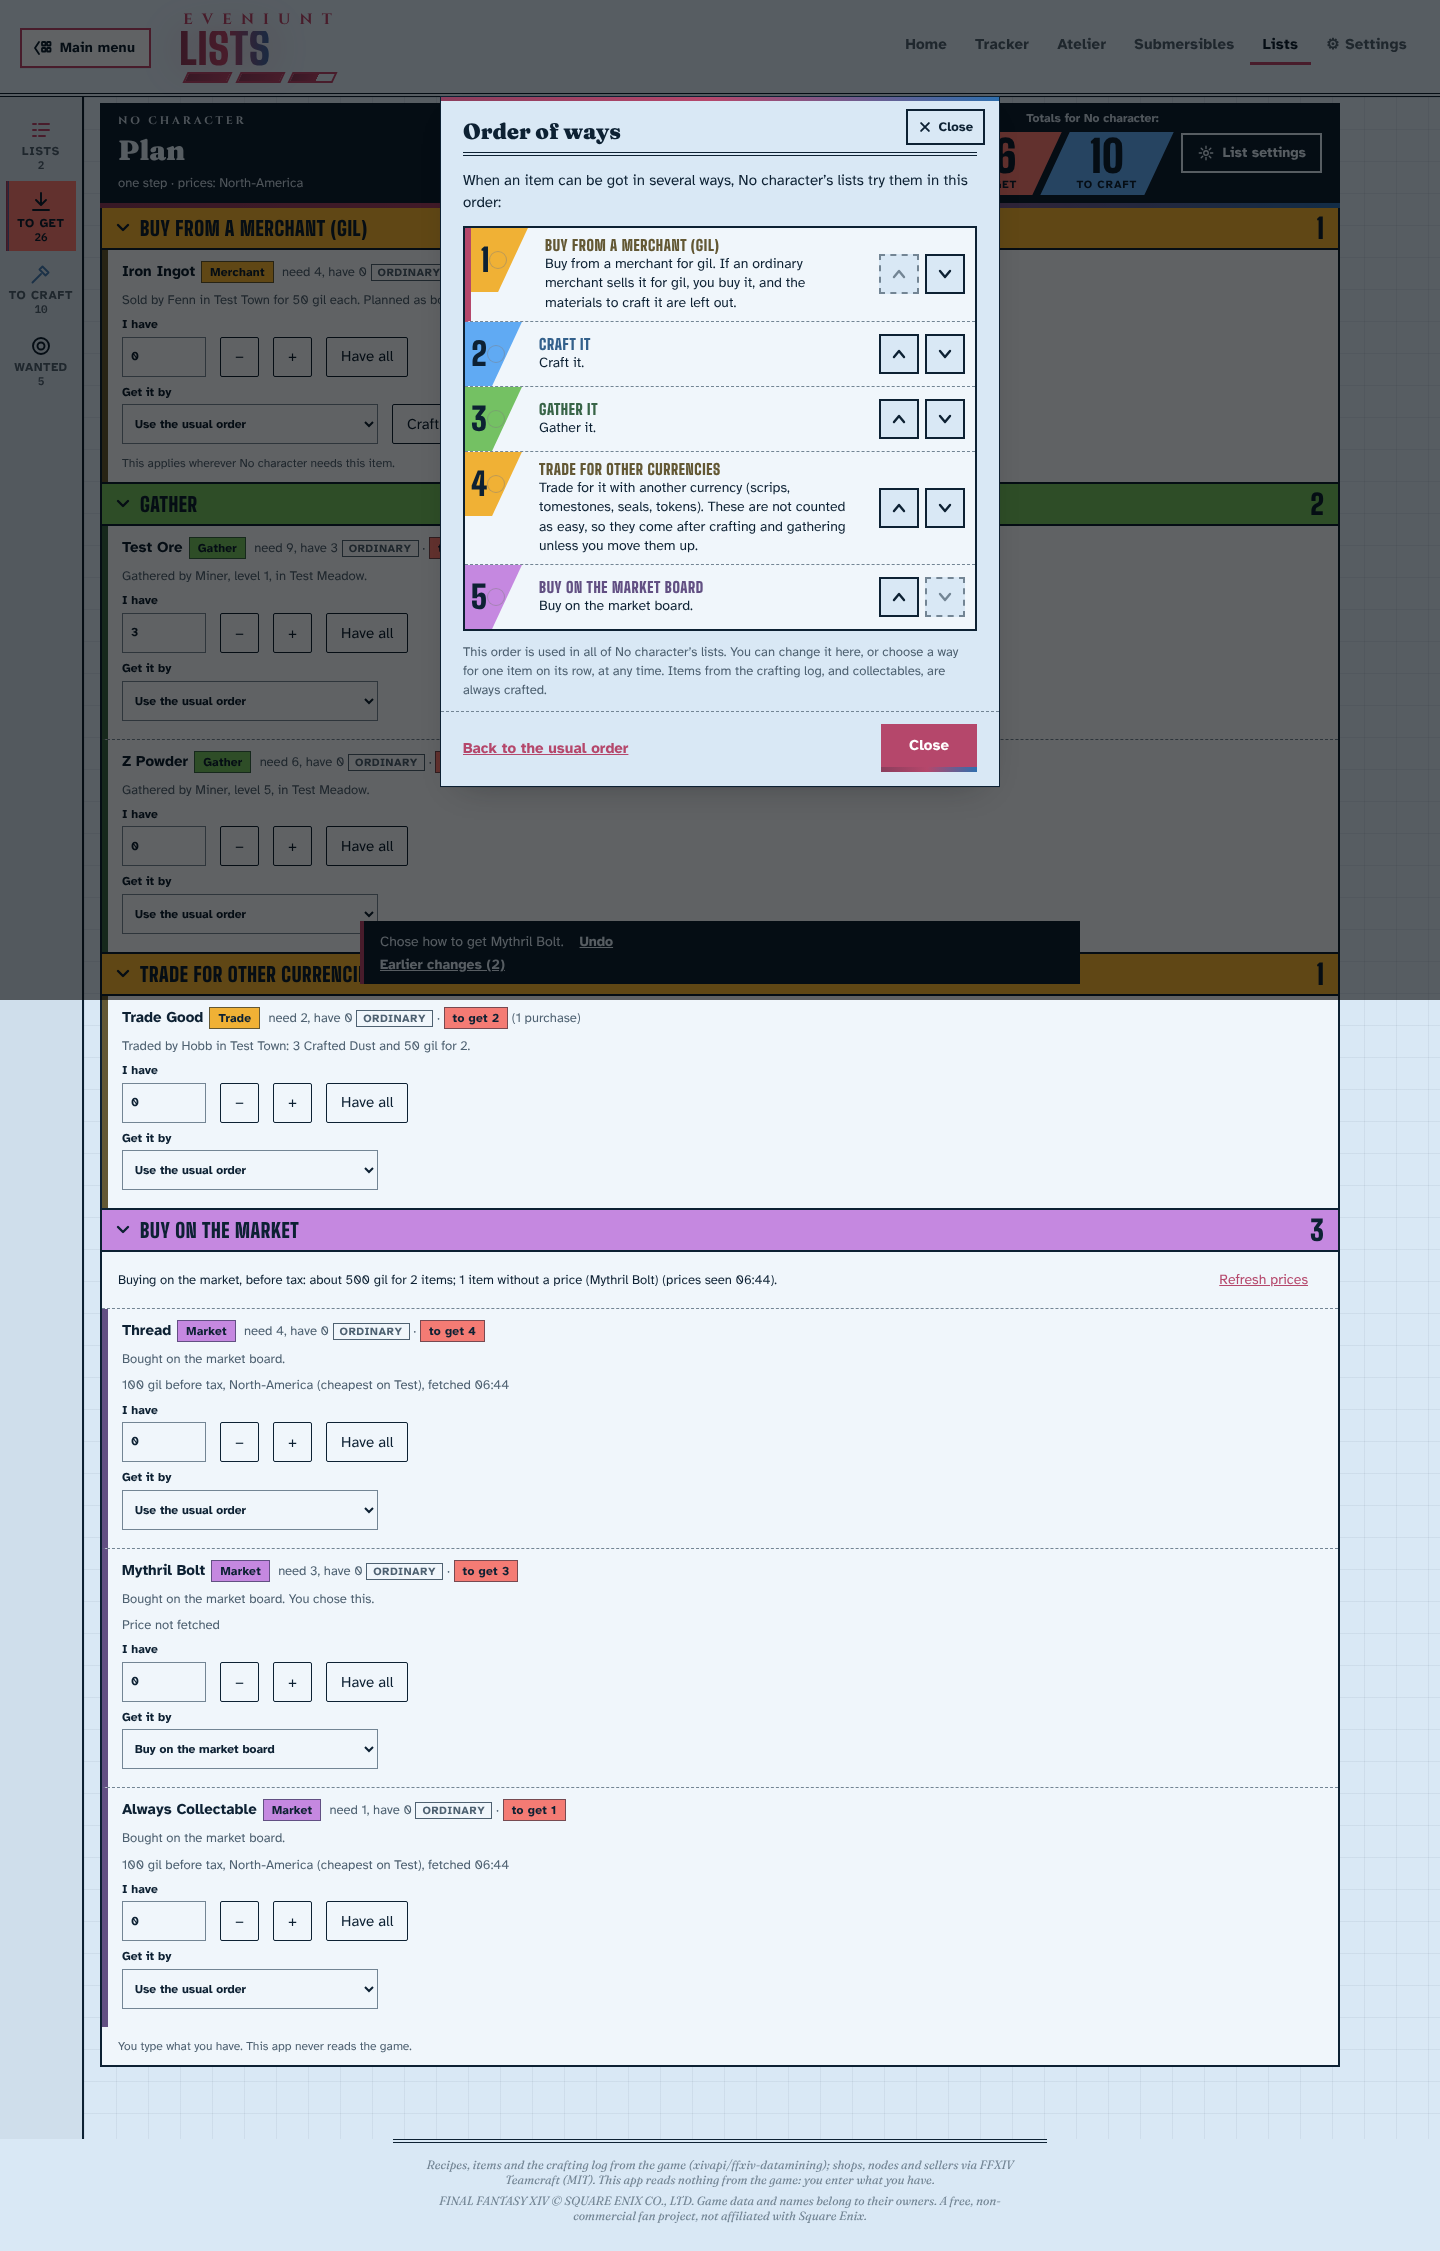 Main menu
EVENIUNT
LISTS
Home
Tracker
Atelier
Submersibles
Lists
Settings
LISTS
2
TO GET
26
TO CRAFT
10
WANTED
5
NO CHARACTER
Plan
one step · prices: North-America
Totals for No character:
10
TO CRAFT
List settings
BUY FROM A MERCHANT (GIL)
1
Iron Ingot
Merchant
need 4, have 0
ORDINARY
Sold by Fenn in Test Town for 50 gil each. Planned as
I have
0
–
+
Have all
Get it by
Use the usual order
Craft
This applies wherever No character needs this item.
GATHER
2
Test Ore
Gather
need 9, have 3
ORDINARY
·
Gathered by Miner, level 1, in Test Meadow.
I have
3
–
+
Have all
Get it by
Use the usual order
Z Powder
Gather
need 6, have 0
ORDINARY
·
Gathered by Miner, level 5, in Test Meadow.
I have
0
–
+
Have all
Get it by
Use the usual order
Order of ways
Close
When an item can be got in several ways, No character's lists try them in this
order:
1
BUY FROM A MERCHANT (GIL)
Buy from a merchant for gil. If an ordinary
merchant sells it for gil, you buy it, and the
materials to craft it are left out.
2
CRAFT IT
Craft it.
3
GATHER IT
Gather it.
4
TRADE FOR OTHER CURRENCIES
Trade for it with another currency (scrips,
tomestones, seals, tokens). These are not counted
as easy, so they come after crafting and gathering
unless you move them up.
5
BUY ON THE MARKET BOARD
Buy on the market board.
This order is used in all of No character's lists. You can change it here, or choose a way
for one item on its row, at any time. Items from the crafting log, and collectables, are
always crafted.
Back to the usual order
Close
Chose how to get Mythril Bolt.
Undo
Earlier changes (2)
TRADE FOR OTHER CURRENCI
1
Trade Good
Trade
need 2, have 0
ORDINARY
·
to get 2
(1 purchase)
Traded by Hobb in Test Town: 3 Crafted Dust and 50 gil for 2.
I have
0
–
+
Have all
Get it by
Use the usual order
BUY ON THE MARKET
3
Buying on the market, before tax: about 500 gil for 2 items; 1 item without a price (Mythril Bolt) (prices seen 06:44).
Refresh prices
Thread
Market
need 4, have 0
ORDINARY
·
to get 4
Bought on the market board.
100 gil before tax, North-America (cheapest on Test), fetched 06:44
I have
0
–
+
Have all
Get it by
Use the usual order
Mythril Bolt
Market
need 3, have 0
ORDINARY
·
to get 3
Bought on the market board. You chose this.
Price not fetched
I have
0
–
+
Have all
Get it by
Buy on the market board
Always Collectable
Market
need 1, have 0
ORDINARY
·
to get 1
Bought on the market board.
100 gil before tax, North-America (cheapest on Test), fetched 06:44
I have
0
–
+
Have all
Get it by
Use the usual order
You type what you have. This app never reads the game.
Recipes, items and the crafting log from the game (xivapi/ffxiv-datamining); shops, nodes and sellers via FFXIV
Teamcraft (MIT). This app reads nothing from the game: you enter what you have.
FINAL FANTASY XIV © SQUARE ENIX CO., LTD. Game data and names belong to their owners. A free, non-
commercial fan project, not affiliated with Square Enix.